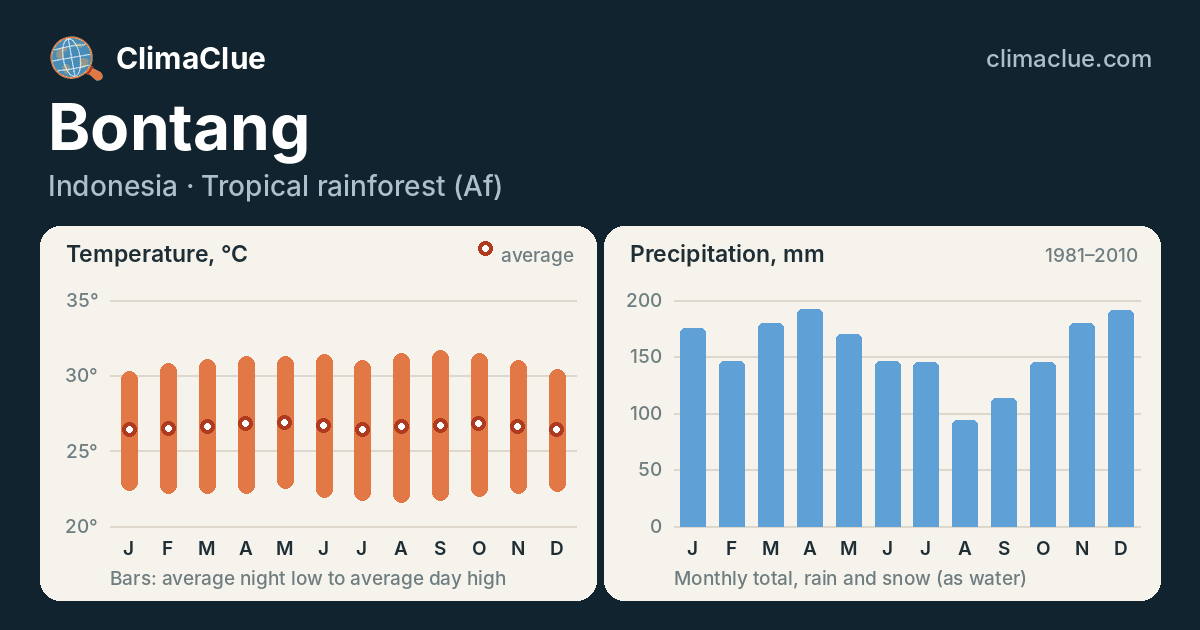 ClimaClue
climaclue.com
Bontang
Indonesia · Tropical rainforest (Af)
Temperature, °C
average
35°
30°
25°
20°
J F M A M J J A S O N D
Bars: average night low to average day high
Precipitation, mm
1981–2010
200
150
100
50
0
J F M A M J J A S O N D
Monthly total, rain and snow (as water)